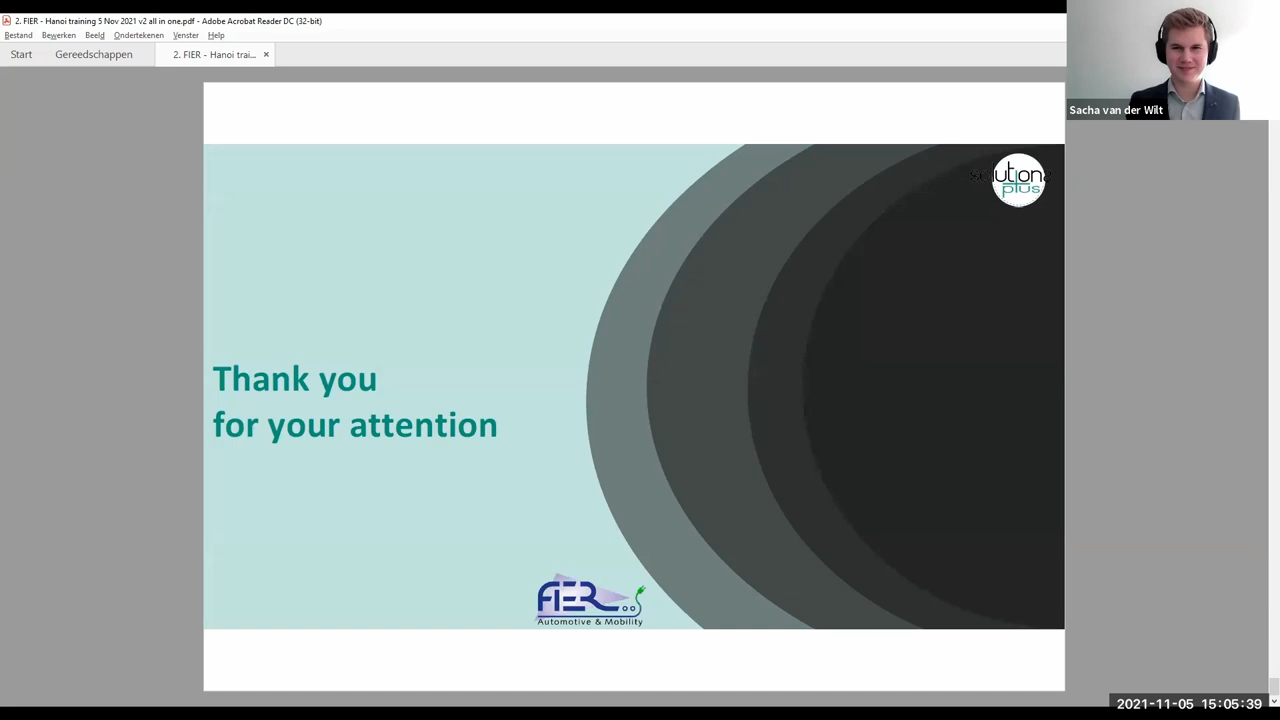 2. FIER - Hanoi training 5 Nov 2021 v2 all in one.pdf - Adobe Acrobat Reader DC (32-bit)
Bestand Bewerken Beeld Ondertekenen Venster Help
Start Gereedschappen 2. FIER - Hanoi trai... ×
Sacha van der Wilt
solutions
plus
Thank you
for your attention
FIER
Automotive & Mobility
2021-11-05 15:05:39